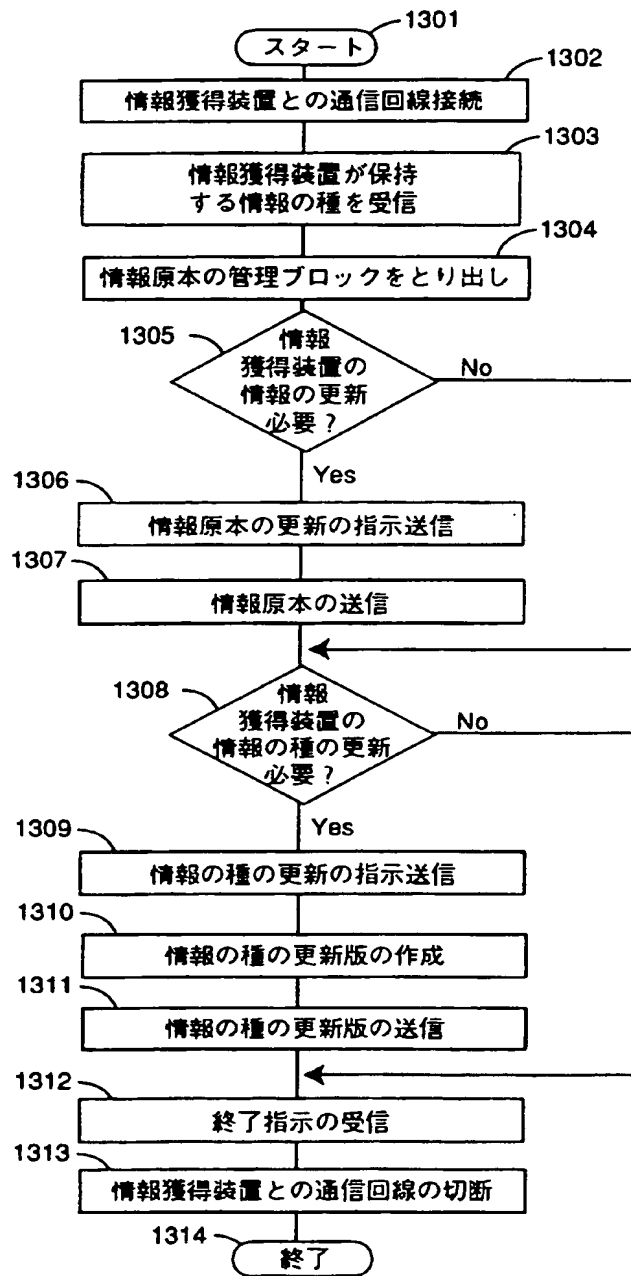 1301
スタート
1302
情報獲得装置との通信回線接続
1303
情報獲得装置が保持
する情報の種を受信
1304
情報原本の管理ブロックをとり出し
1305
情報
獲得装置の
情報の更新
必要？
No
Yes
1306
情報原本の更新の指示送信
1307
情報原本の送信
1308
情報
獲得装置の
情報の種の更新
必要？
No
Yes
1309
情報の種の更新の指示送信
1310
情報の種の更新版の作成
1311
情報の種の更新版の送信
1312
終了指示の受信
1313
情報獲得装置との通信回線の切断
1314
終了